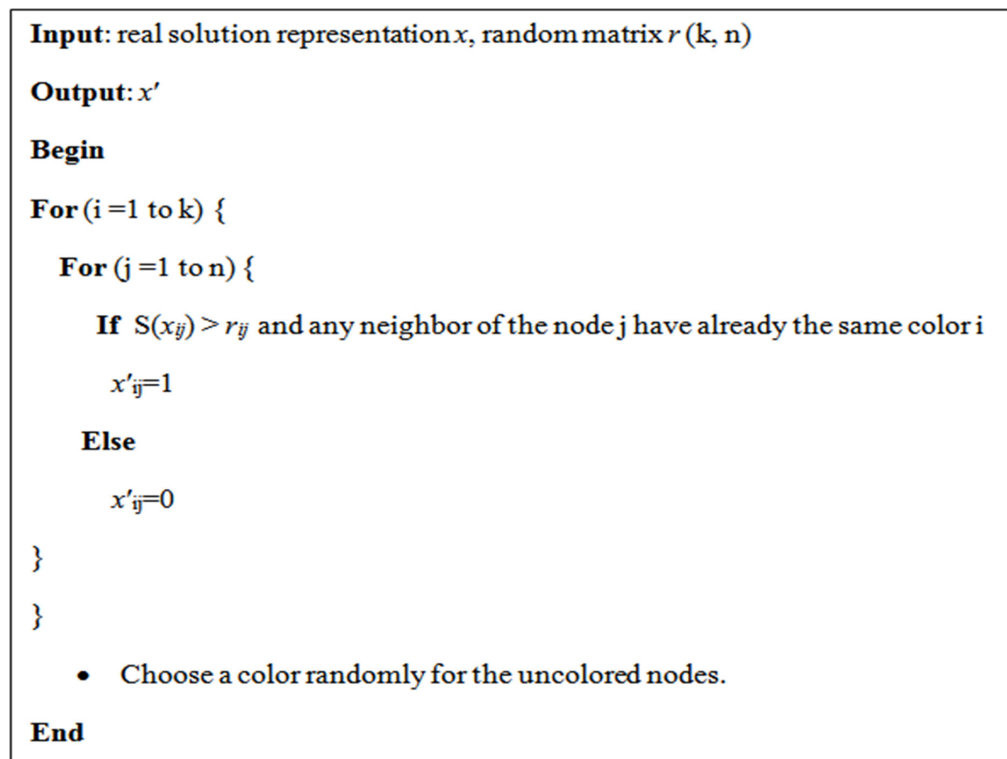 Input: real solution representation x, random matrix r (k, n)
Output: x′
Begin
For (i =1 to k) {
For (j =1 to n) {
If S(xij) > rij and any neighbor of the node j have already the same color i
x′ij=1
Else
x′ij=0
}
}
• Choose a color randomly for the uncolored nodes.
End